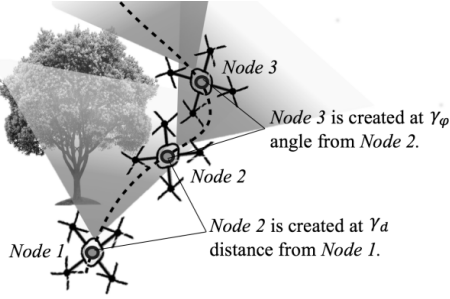 Node 3
Node 3 is created at γφ
angle from Node 2.
Node 2
Node 2 is created at γd
distance from Node 1.
Node 1